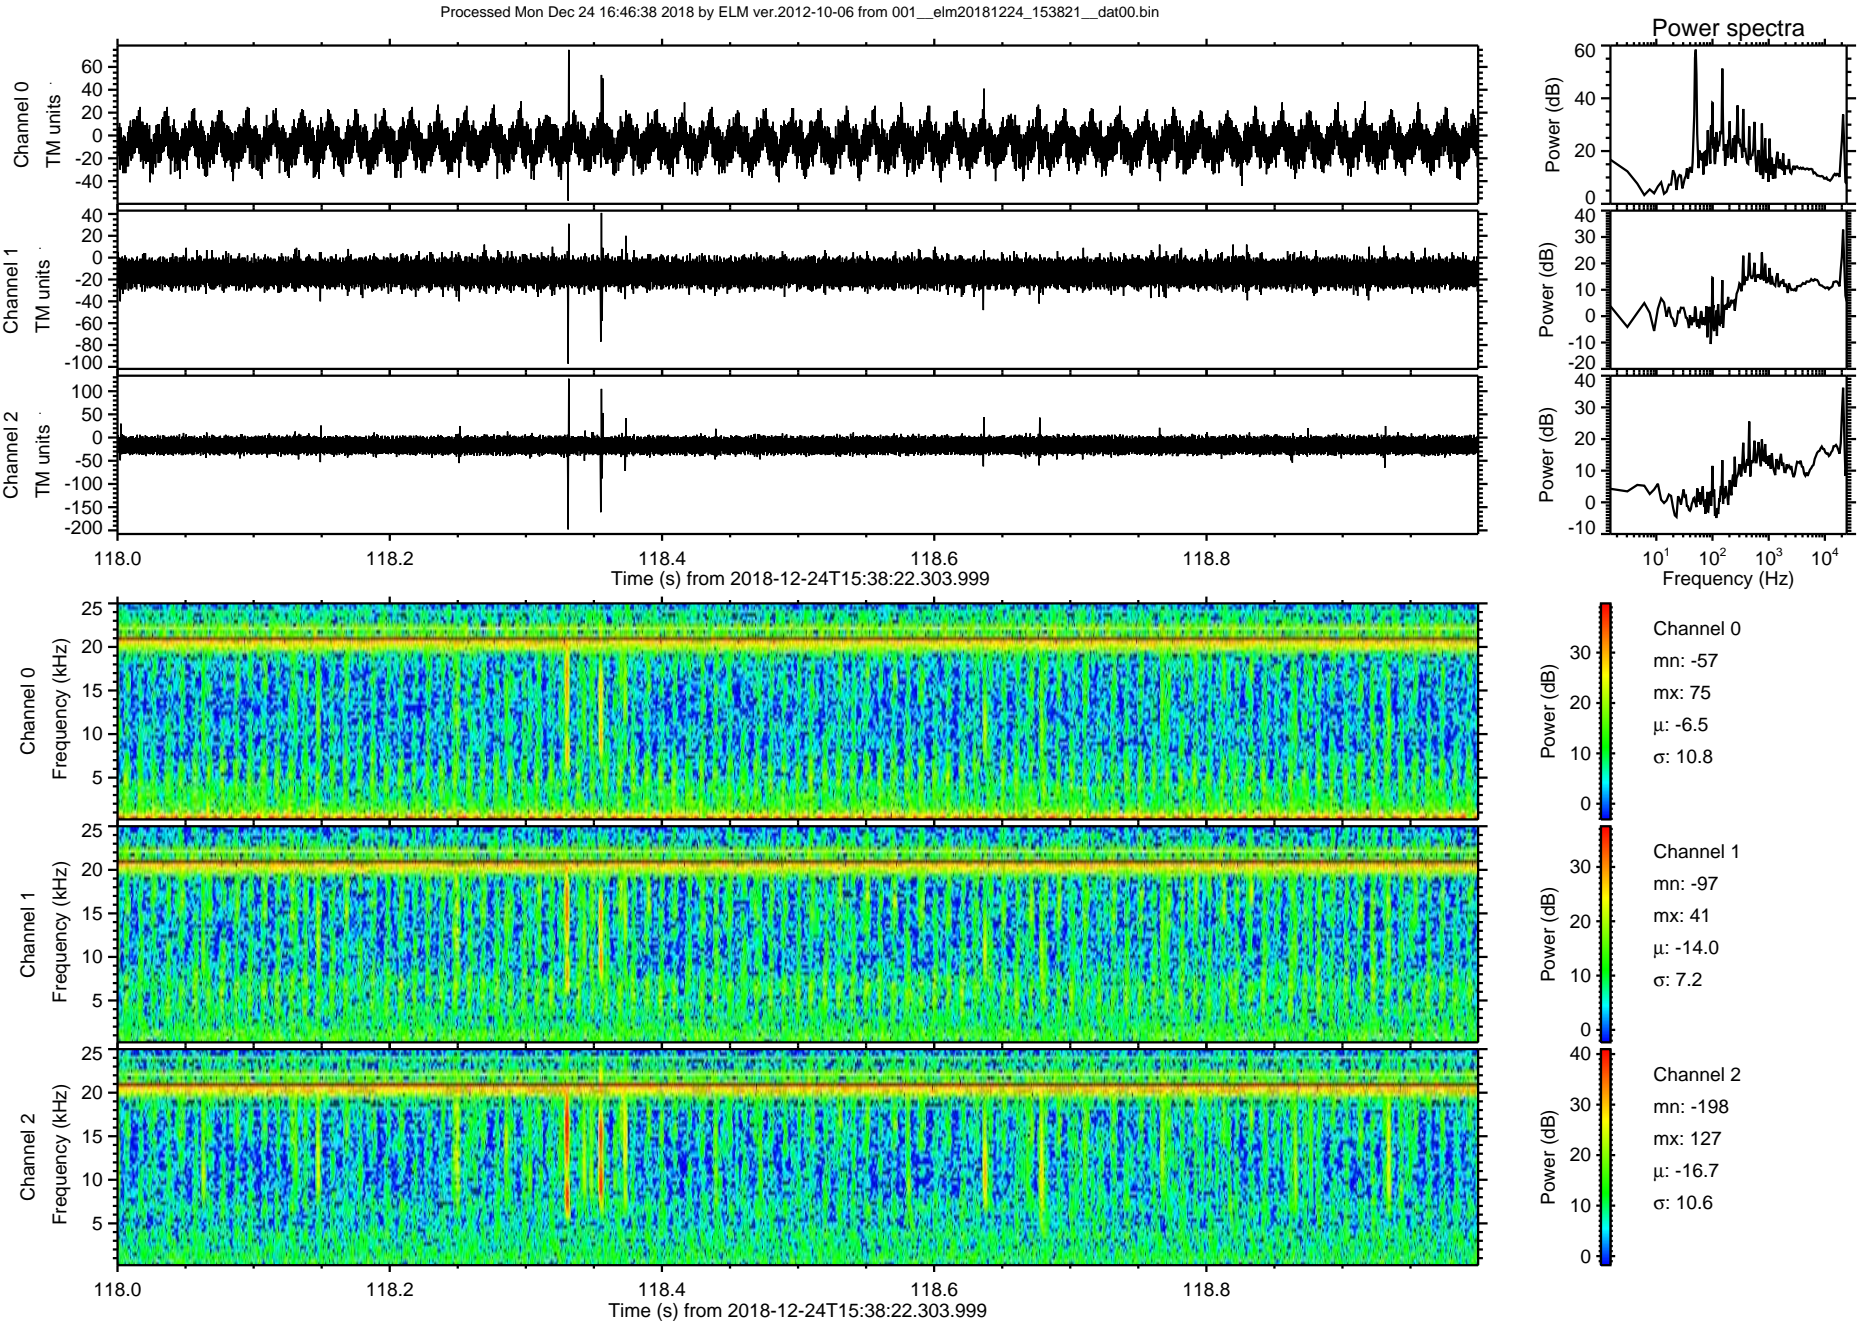 Processed Mon Dec 24 16:46:38 2018 by ELM ver.2012-10-06 from 001__elm20181224_153821__dat00.bin
Power spectra
Channel 0
TM units
60
40
20
0
-20
-40
Power (dB)
60
40
20
0
Channel 1
TM units
40
20
0
-20
-40
-60
-80
-100
Power (dB)
40
30
20
10
0
-10
-20
Channel 2
TM units
100
50
0
-50
-100
-150
-200
Power (dB)
40
30
20
10
0
-10
118.0 118.2 118.4 118.6 118.8
Time (s) from 2018-12-24T15:38:22.303.999
10¹ 10² 10³ 10⁴
Frequency (Hz)
Channel 0
Frequency (kHz)
25
20
15
10
5
Power (dB)
30
20
10
0
Channel 0
mn: -57
mx: 75
μ: -6.5
σ: 10.8
Channel 1
Frequency (kHz)
25
20
15
10
5
Power (dB)
30
20
10
0
Channel 1
mn: -97
mx: 41
μ: -14.0
σ: 7.2
Channel 2
Frequency (kHz)
25
20
15
10
5
Power (dB)
40
30
20
10
0
Channel 2
mn: -198
mx: 127
μ: -16.7
σ: 10.6
118.0 118.2 118.4 118.6 118.8
Time (s) from 2018-12-24T15:38:22.303.999